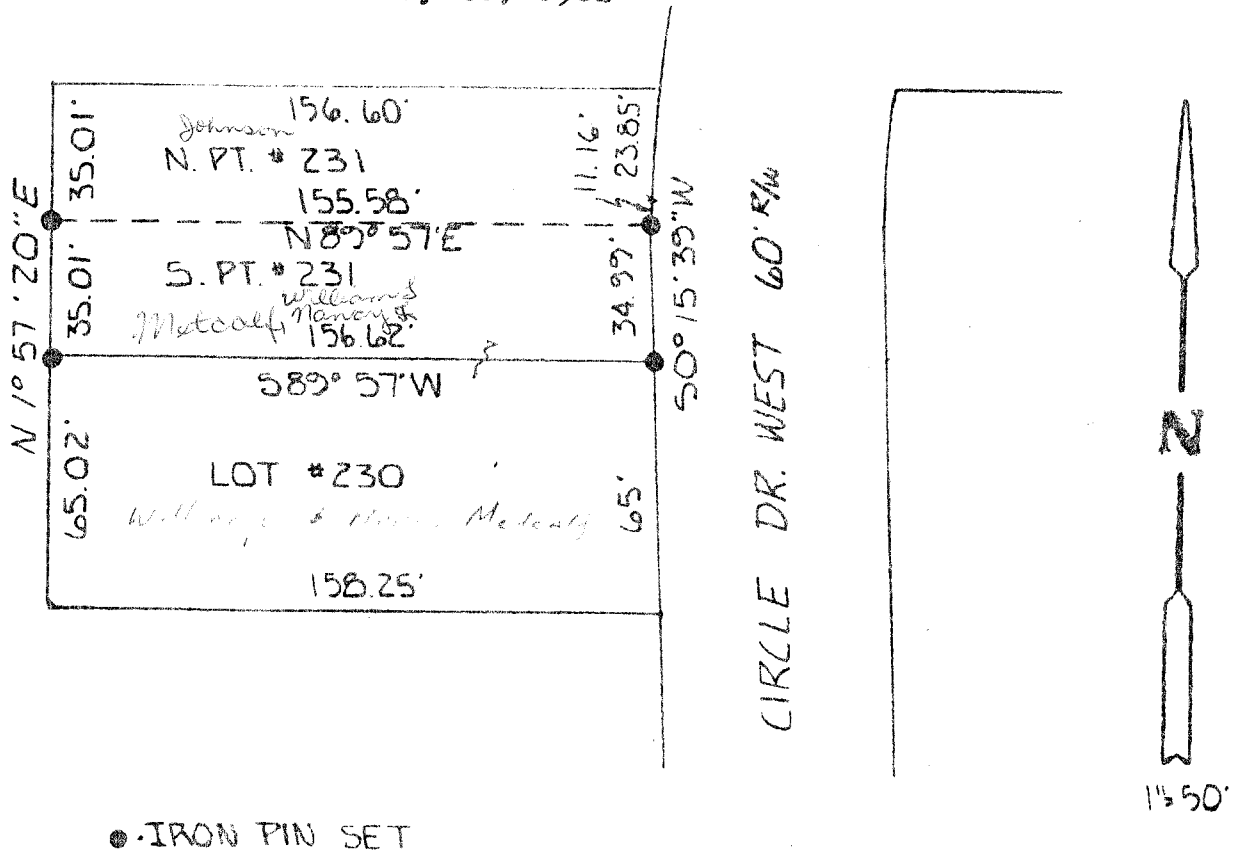 156.60'
35.01'
Johnson
N. PT. # 231
11.16'
23.85'
155.58'
N 89° 57' E
N 1° 57' 20" E
35.01'
S. PT. # 231
William &
Metcalf, Nancy
156.62'
34.99'
S 0° 15' 39" W
S 89° 57' W
CIRCLE DR. WEST 60' R/W
N
65.02'
LOT # 230
& Metcalf
65'
158.25'
1" = 50'
IRON PIN SET